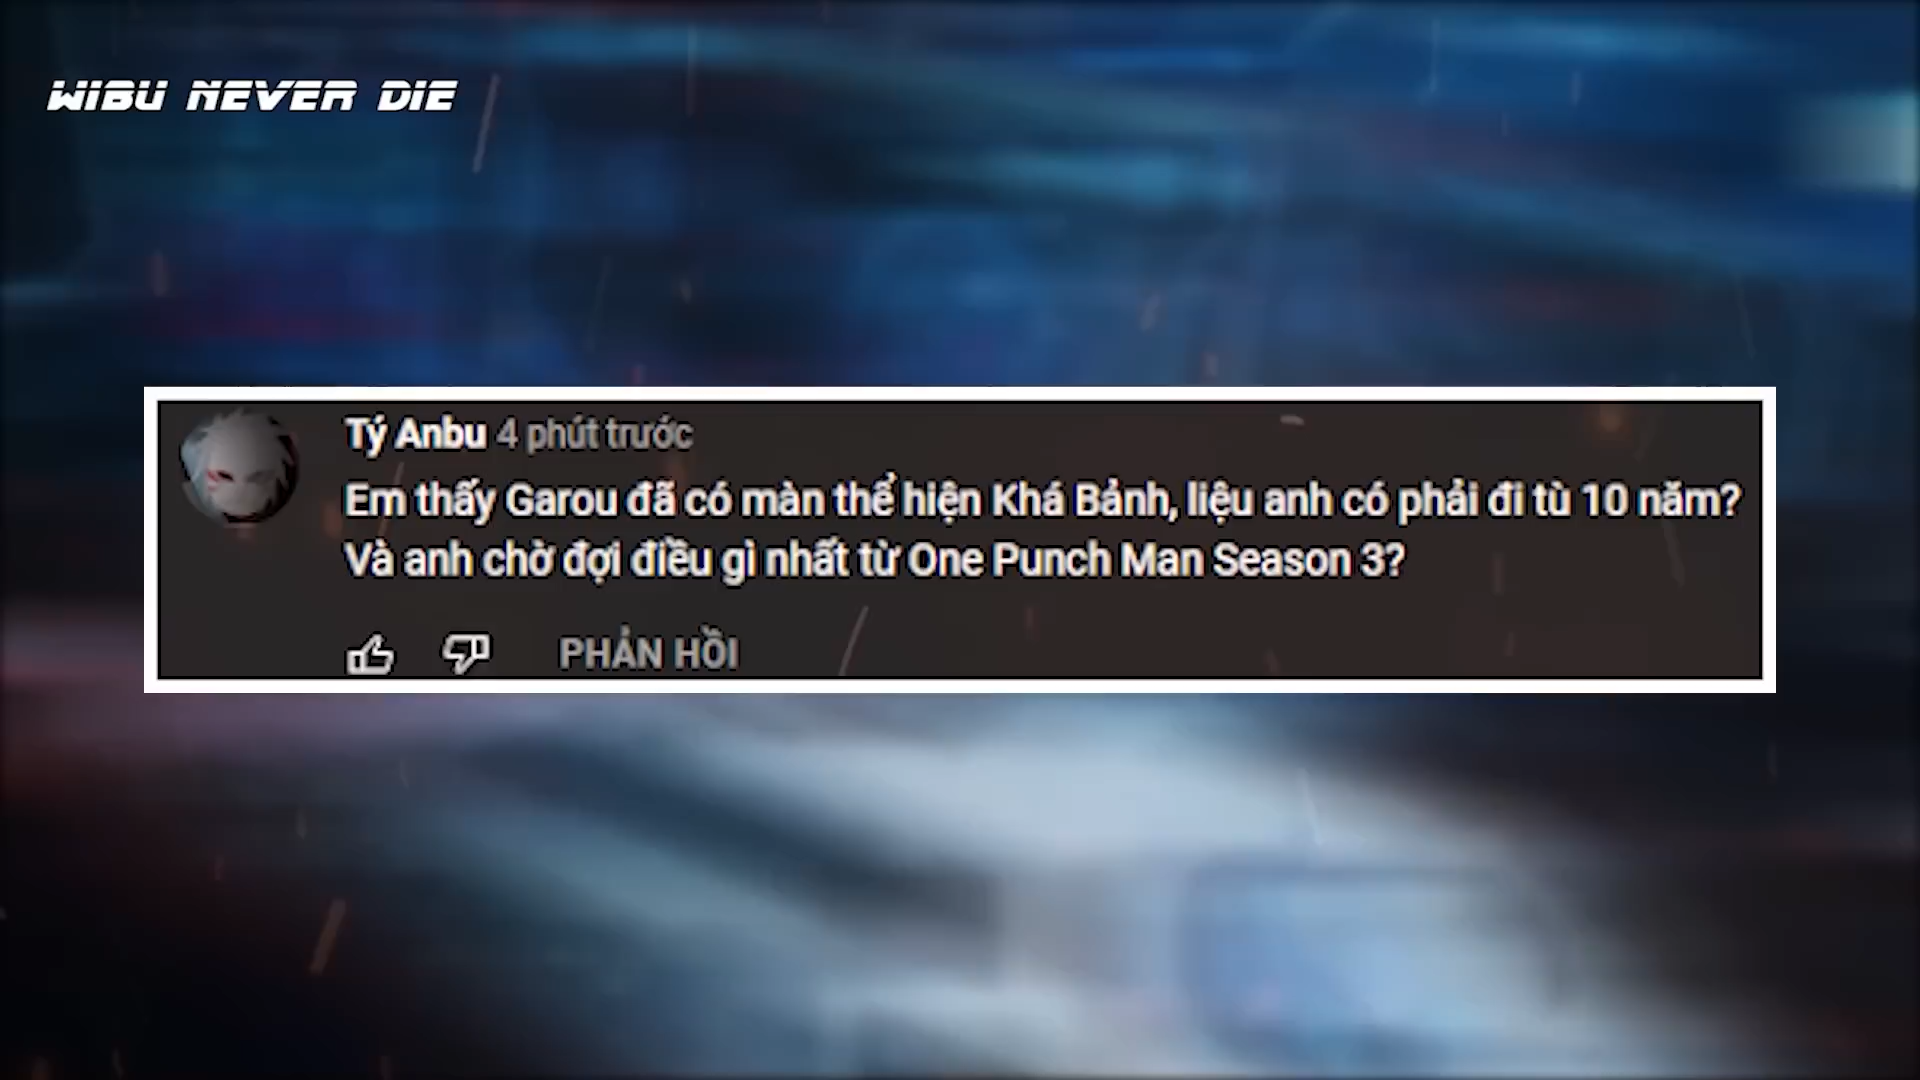 WIBU NEVER DIE
Tý Anbu 4 phút trước
Em thấy Garou đã có màn thể hiện Khá Bảnh, liệu anh có phải đi tù 10 năm?
Và anh chờ đợi điều gì nhất từ One Punch Man Season 3?
PHẢN HỒI